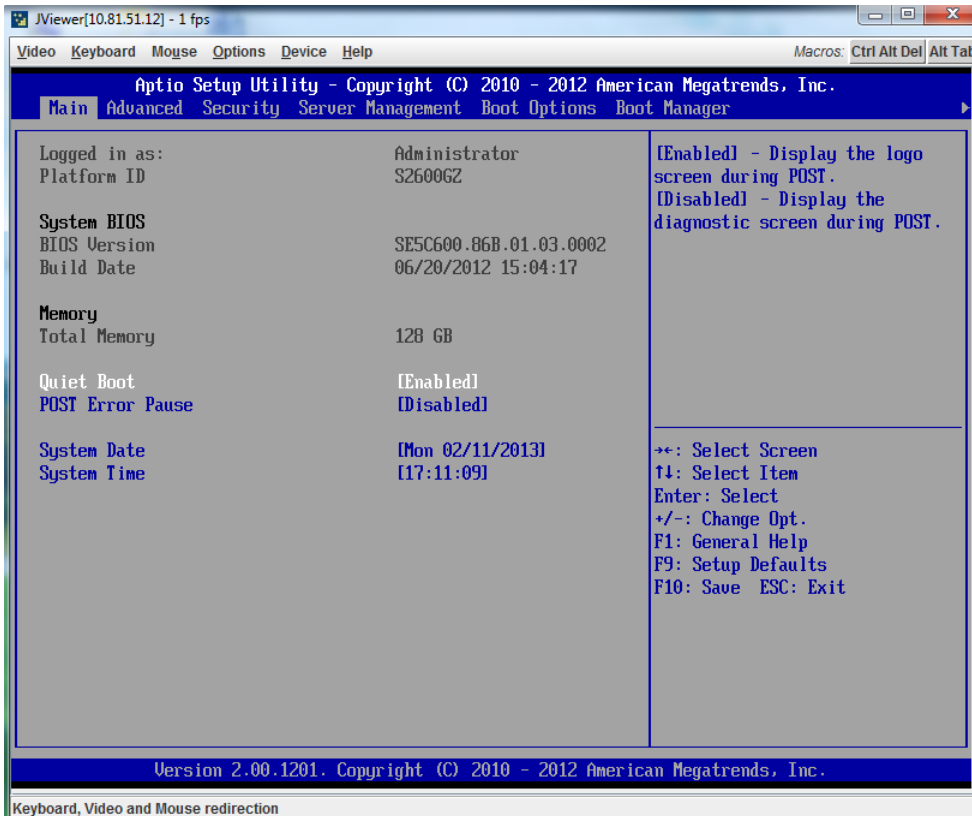 JViewer[10.81.51.12] - 1 fps
Video Keyboard Mouse Options Device Help Macros: Ctrl Alt Del Alt Tab
Aptio Setup Utility - Copyright (C) 2010 - 2012 American Megatrends, Inc.
Main Advanced Security Server Management Boot Options Boot Manager
Logged in as: Administrator
Platform ID S2600GZ
System BIOS
BIOS Version SE5C600.86B.01.03.0002
Build Date 06/20/2012 15:04:17
Memory
Total Memory 128 GB
Quiet Boot [Enabled]
POST Error Pause [Disabled]
System Date [Mon 02/11/2013]
System Time [17:11:09]
[Enabled] - Display the logo
screen during POST.
[Disabled] - Display the
diagnostic screen during POST.
→←: Select Screen
↑↓: Select Item
Enter: Select
+/-: Change Opt.
F1: General Help
F9: Setup Defaults
F10: Save ESC: Exit
Version 2.00.1201. Copyright (C) 2010 - 2012 American Megatrends, Inc.
Keyboard, Video and Mouse redirection